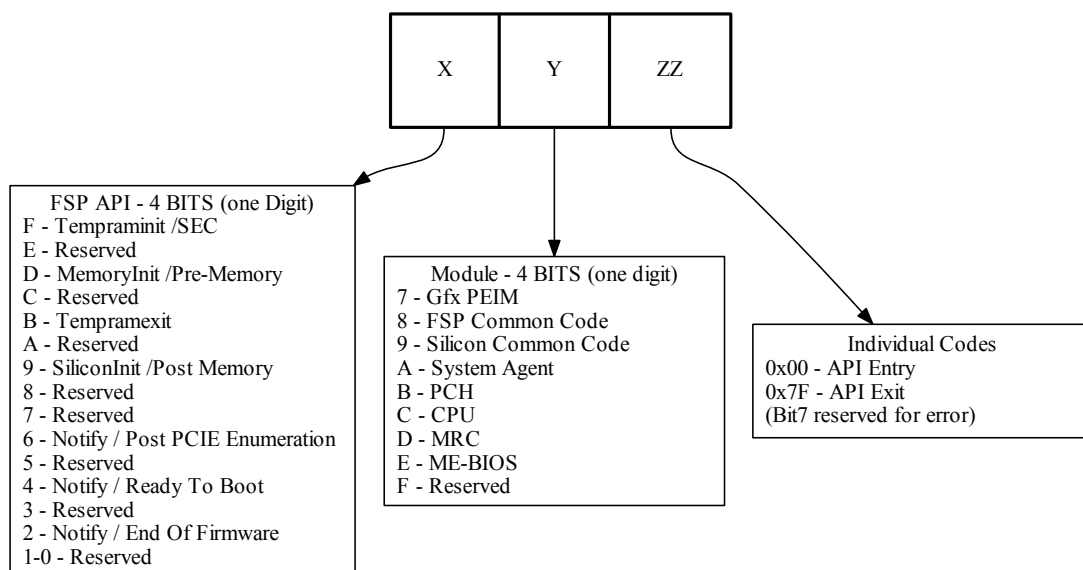 X Y ZZ
FSP API - 4 BITS (one Digit)
F - Tempraminit /SEC
E - Reserved
D - MemoryInit /Pre-Memory
C - Reserved
B - Tempramexit
A - Reserved
9 - SiliconInit /Post Memory
8 - Reserved
7 - Reserved
6 - Notify / Post PCIE Enumeration
5 - Reserved
4 - Notify / Ready To Boot
3 - Reserved
2 - Notify / End Of Firmware
1-0 - Reserved
Module - 4 BITS (one digit)
7 - Gfx PEIM
8 - FSP Common Code
9 - Silicon Common Code
A - System Agent
B - PCH
C - CPU
D - MRC
E - ME-BIOS
F - Reserved
Individual Codes
0x00 - API Entry
0x7F - API Exit
(Bit7 reserved for error)